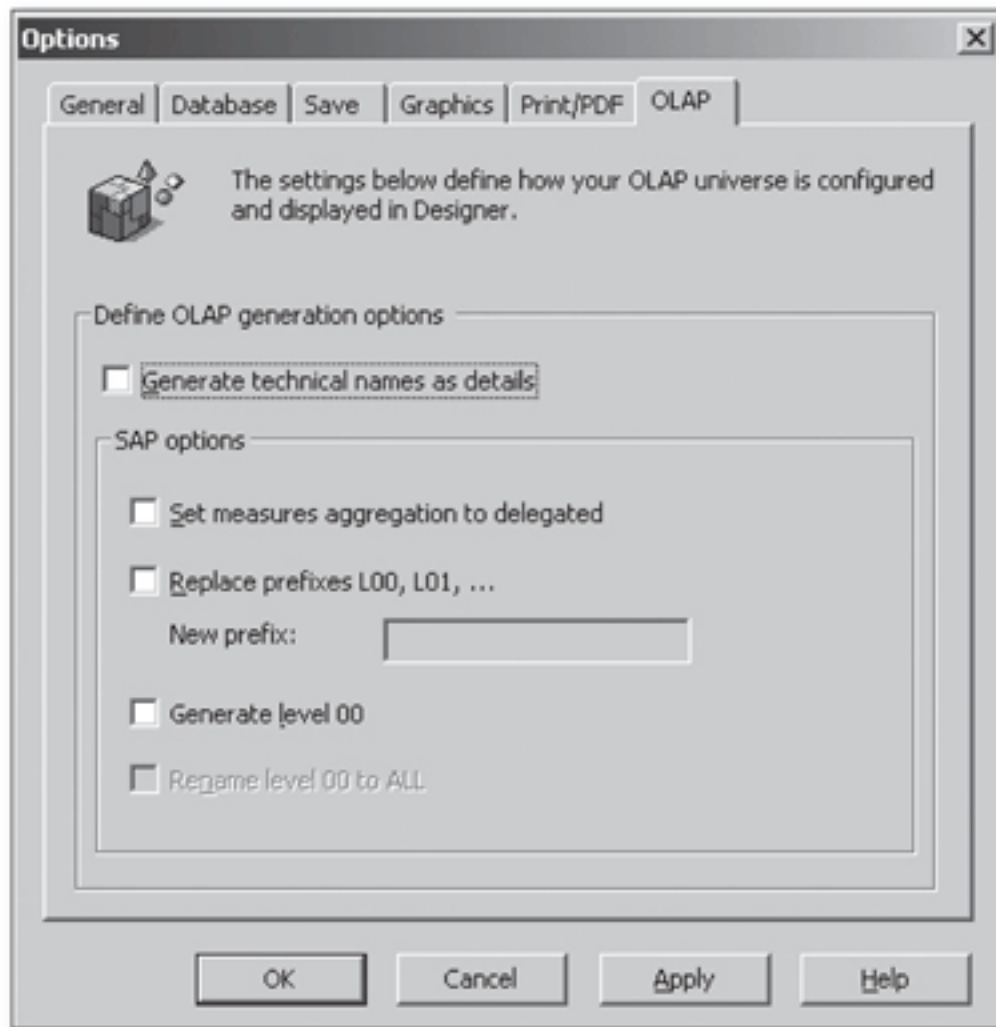 Options
General Database Save Graphics Print/PDF OLAP
The settings below define how your OLAP universe is configured
and displayed in Designer.
Define OLAP generation options
Generate technical names as details
SAP options
Set measures aggregation to delegated
Replace prefixes L00, L01, ...
New prefix:
Generate level 00
Rename level 00 to ALL
OK Cancel Apply Help